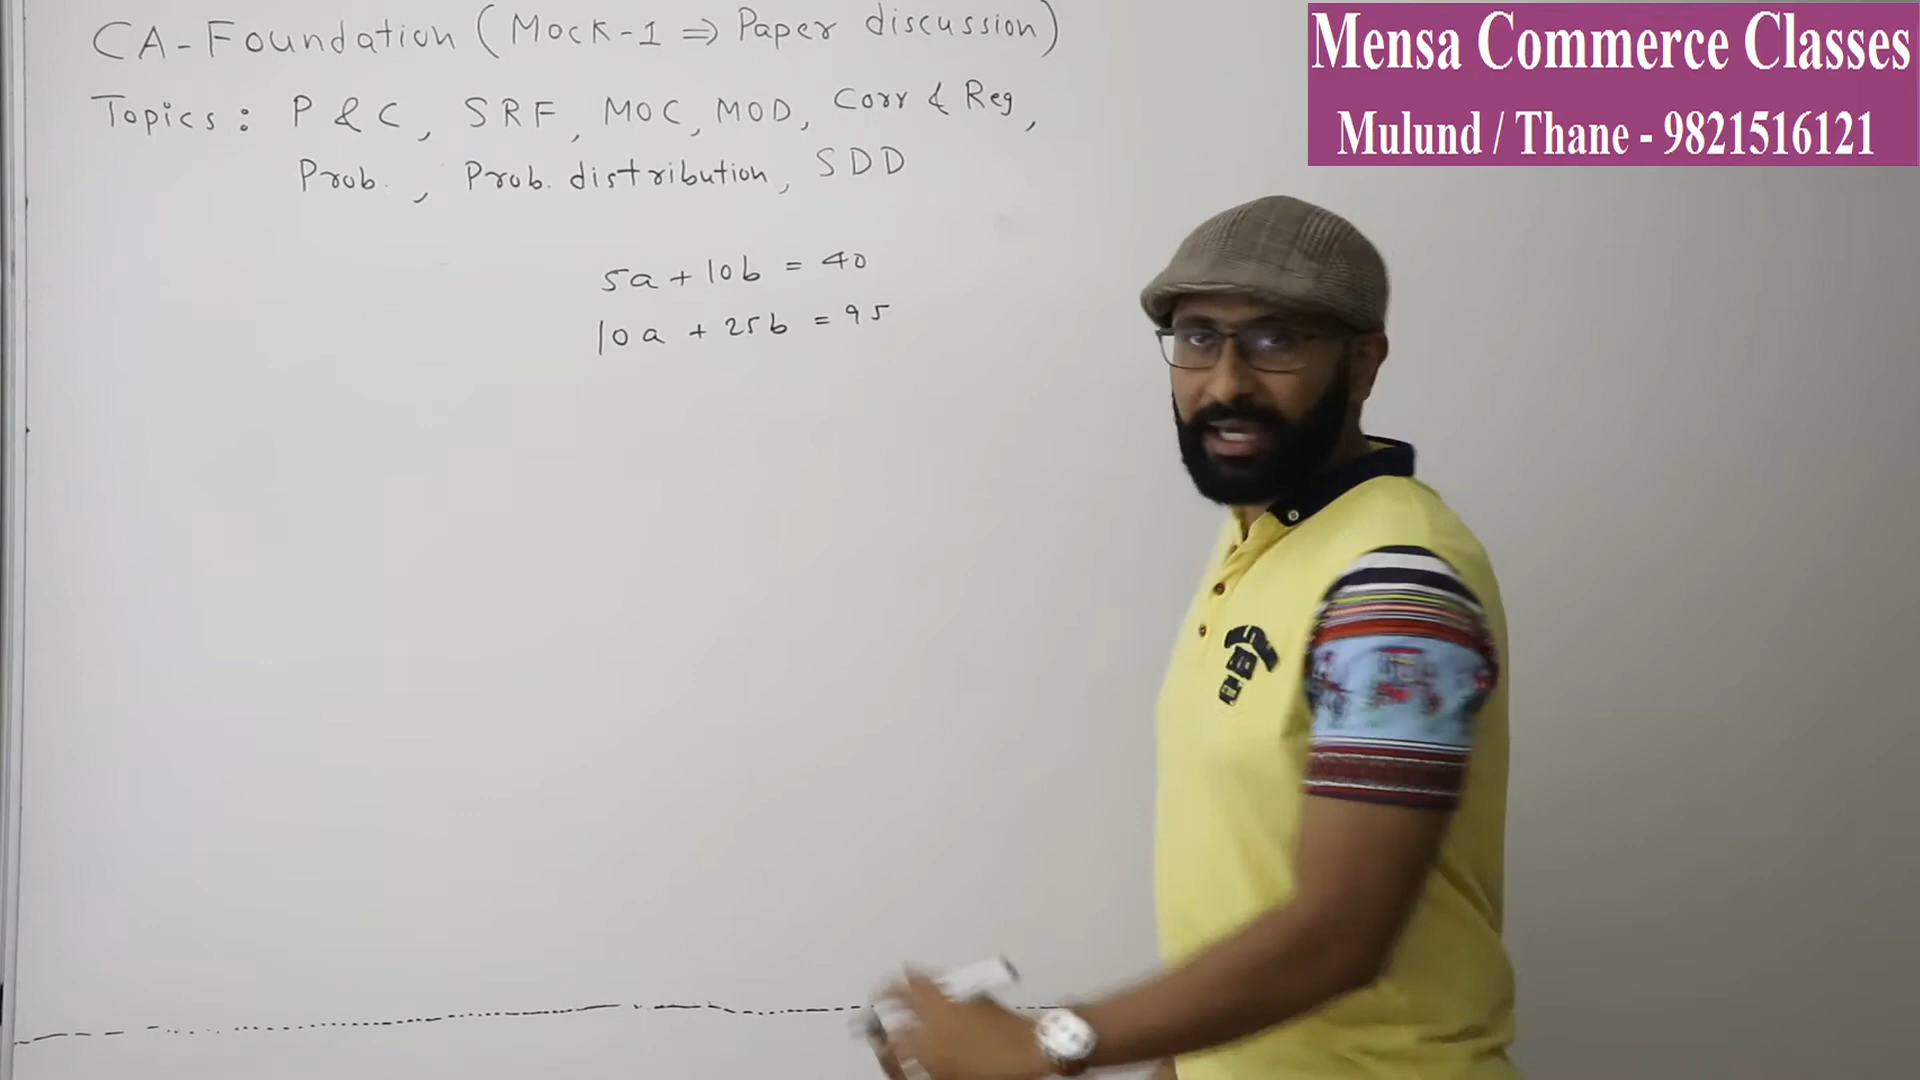 CA-Foundation (Mock-1 ⇒ Paper discussion)
Topics : P & C, SRF, MOC, MOD, Corr & Reg,
Prob., Prob. distribution, SDD
5a + 10b = 40
10a + 25b = 95
Mensa Commerce Classes
Mulund / Thane - 9821516121